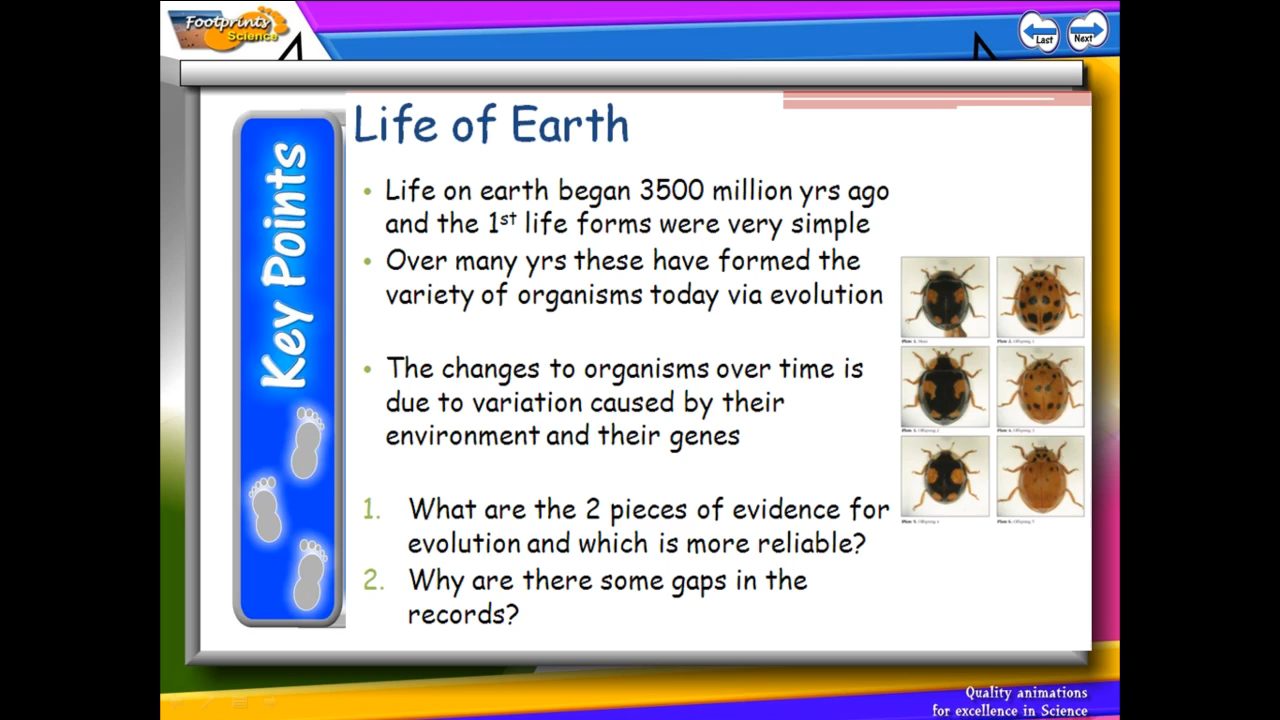 Footprints
Science
Last
Next
Key Points
Life of Earth
• Life on earth began 3500 million yrs ago
and the 1st life forms were very simple
• Over many yrs these have formed the
variety of organisms today via evolution
• The changes to organisms over time is
due to variation caused by their
environment and their genes
1. What are the 2 pieces of evidence for
evolution and which is more reliable?
2. Why are there some gaps in the
records?
Quality animations
for excellence in Science